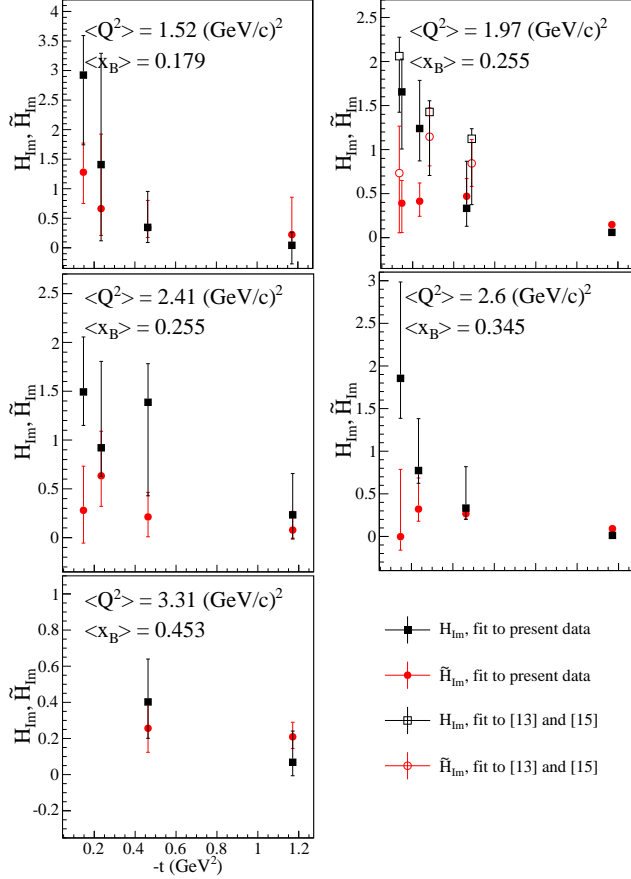 <Q²> = 1.52 (GeV/c)²
<x_B> = 0.179
H_Im, H̃_Im
4
3.5
3
2.5
2
1.5
1
0.5
0
<Q²> = 1.97 (GeV/c)²
<x_B> = 0.255
H_Im, H̃_Im
2.5
2
1.5
1
0.5
0
<Q²> = 2.41 (GeV/c)²
<x_B> = 0.255
H_Im, H̃_Im
2.5
2
1.5
1
0.5
0
<Q²> = 2.6 (GeV/c)²
<x_B> = 0.345
H_Im, H̃_Im
3
2.5
2
1.5
1
0.5
0
<Q²> = 3.31 (GeV/c)²
<x_B> = 0.453
H_Im, H̃_Im
1
0.8
0.6
0.4
0.2
0
-0.2
0.2 0.4 0.6 0.8 1 1.2
-t (GeV²)
H_Im, fit to present data
H̃_Im, fit to present data
H_Im, fit to [13] and [15]
H̃_Im, fit to [13] and [15]